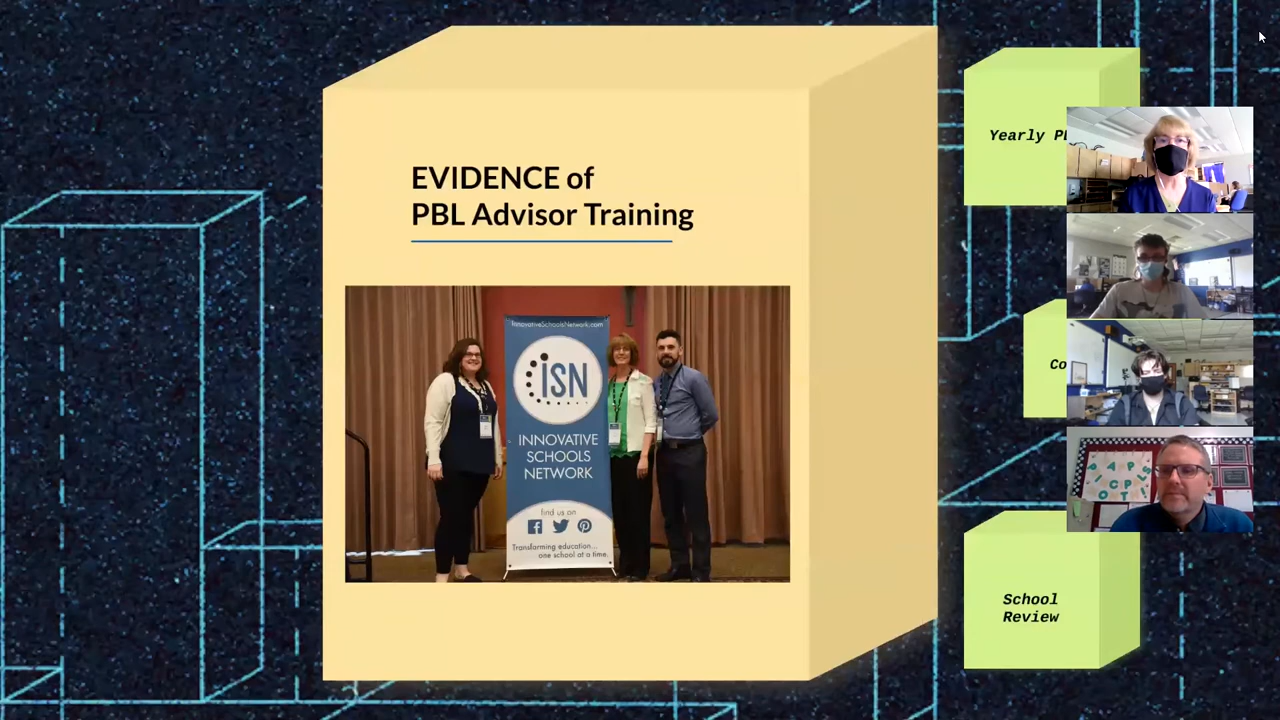 EVIDENCE of
PBL Advisor Training
InnovativeSchoolsNetwork.com
ISN
INNOVATIVE
SCHOOLS
NETWORK
find us on
Transforming education...
one school at a time.
Yearly
Co
School
Review